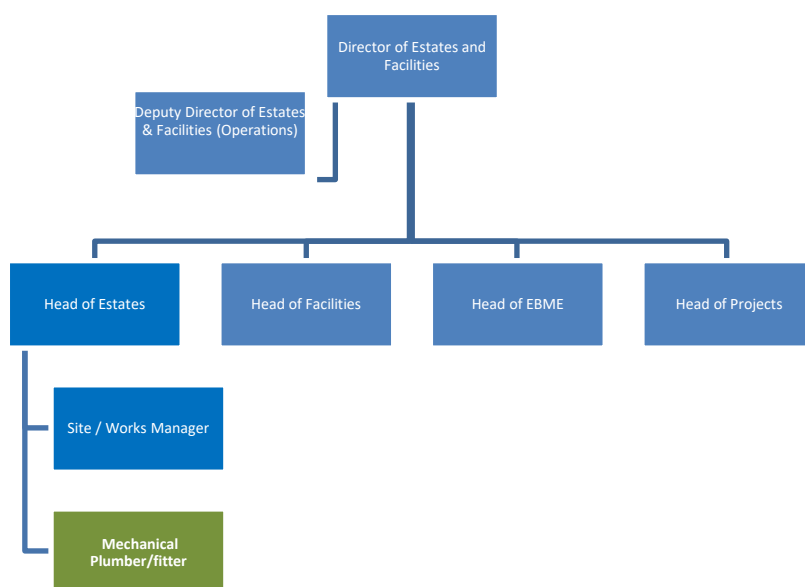 Director of Estates and
Facilities
Deputy Director of Estates
& Facilities (Operations)
Head of Estates
Head of Facilities
Head of EBME
Head of Projects
Site / Works Manager
Mechanical
Plumber/fitter